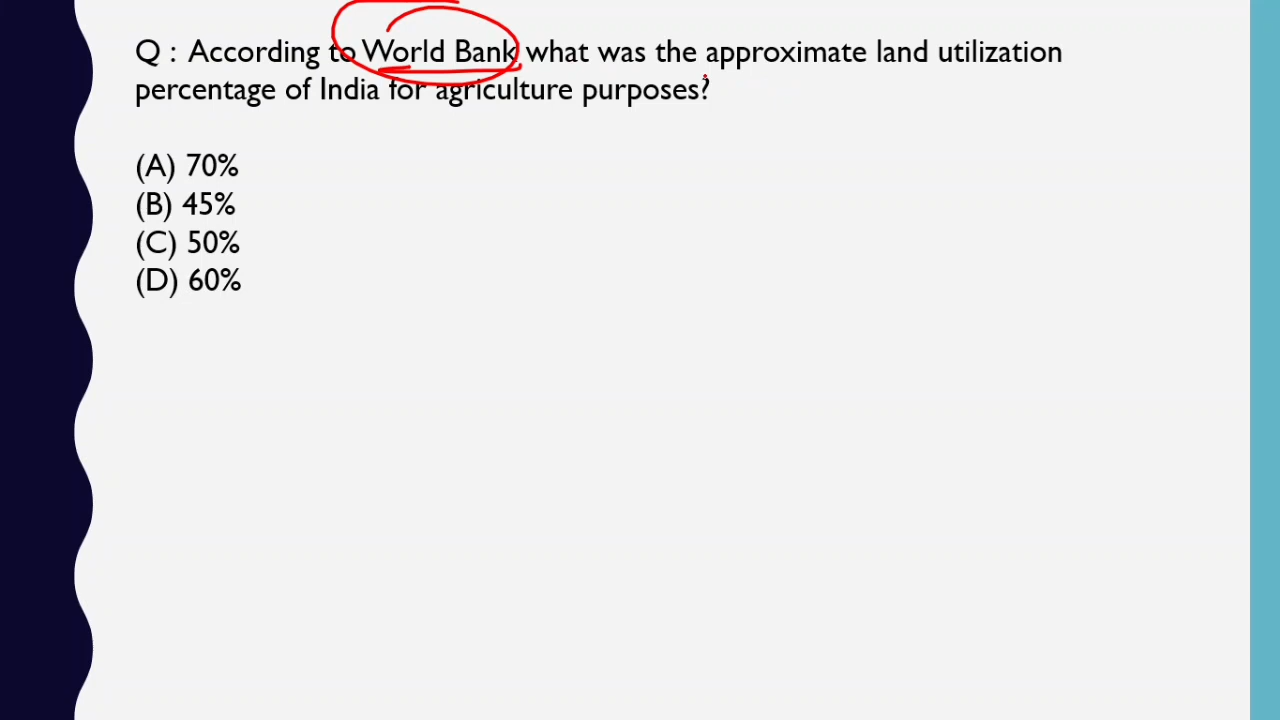 Q : According to World Bank, what was the approximate land utilization
percentage of India for agriculture purposes?
(A) 70%
(B) 45%
(C) 50%
(D) 60%